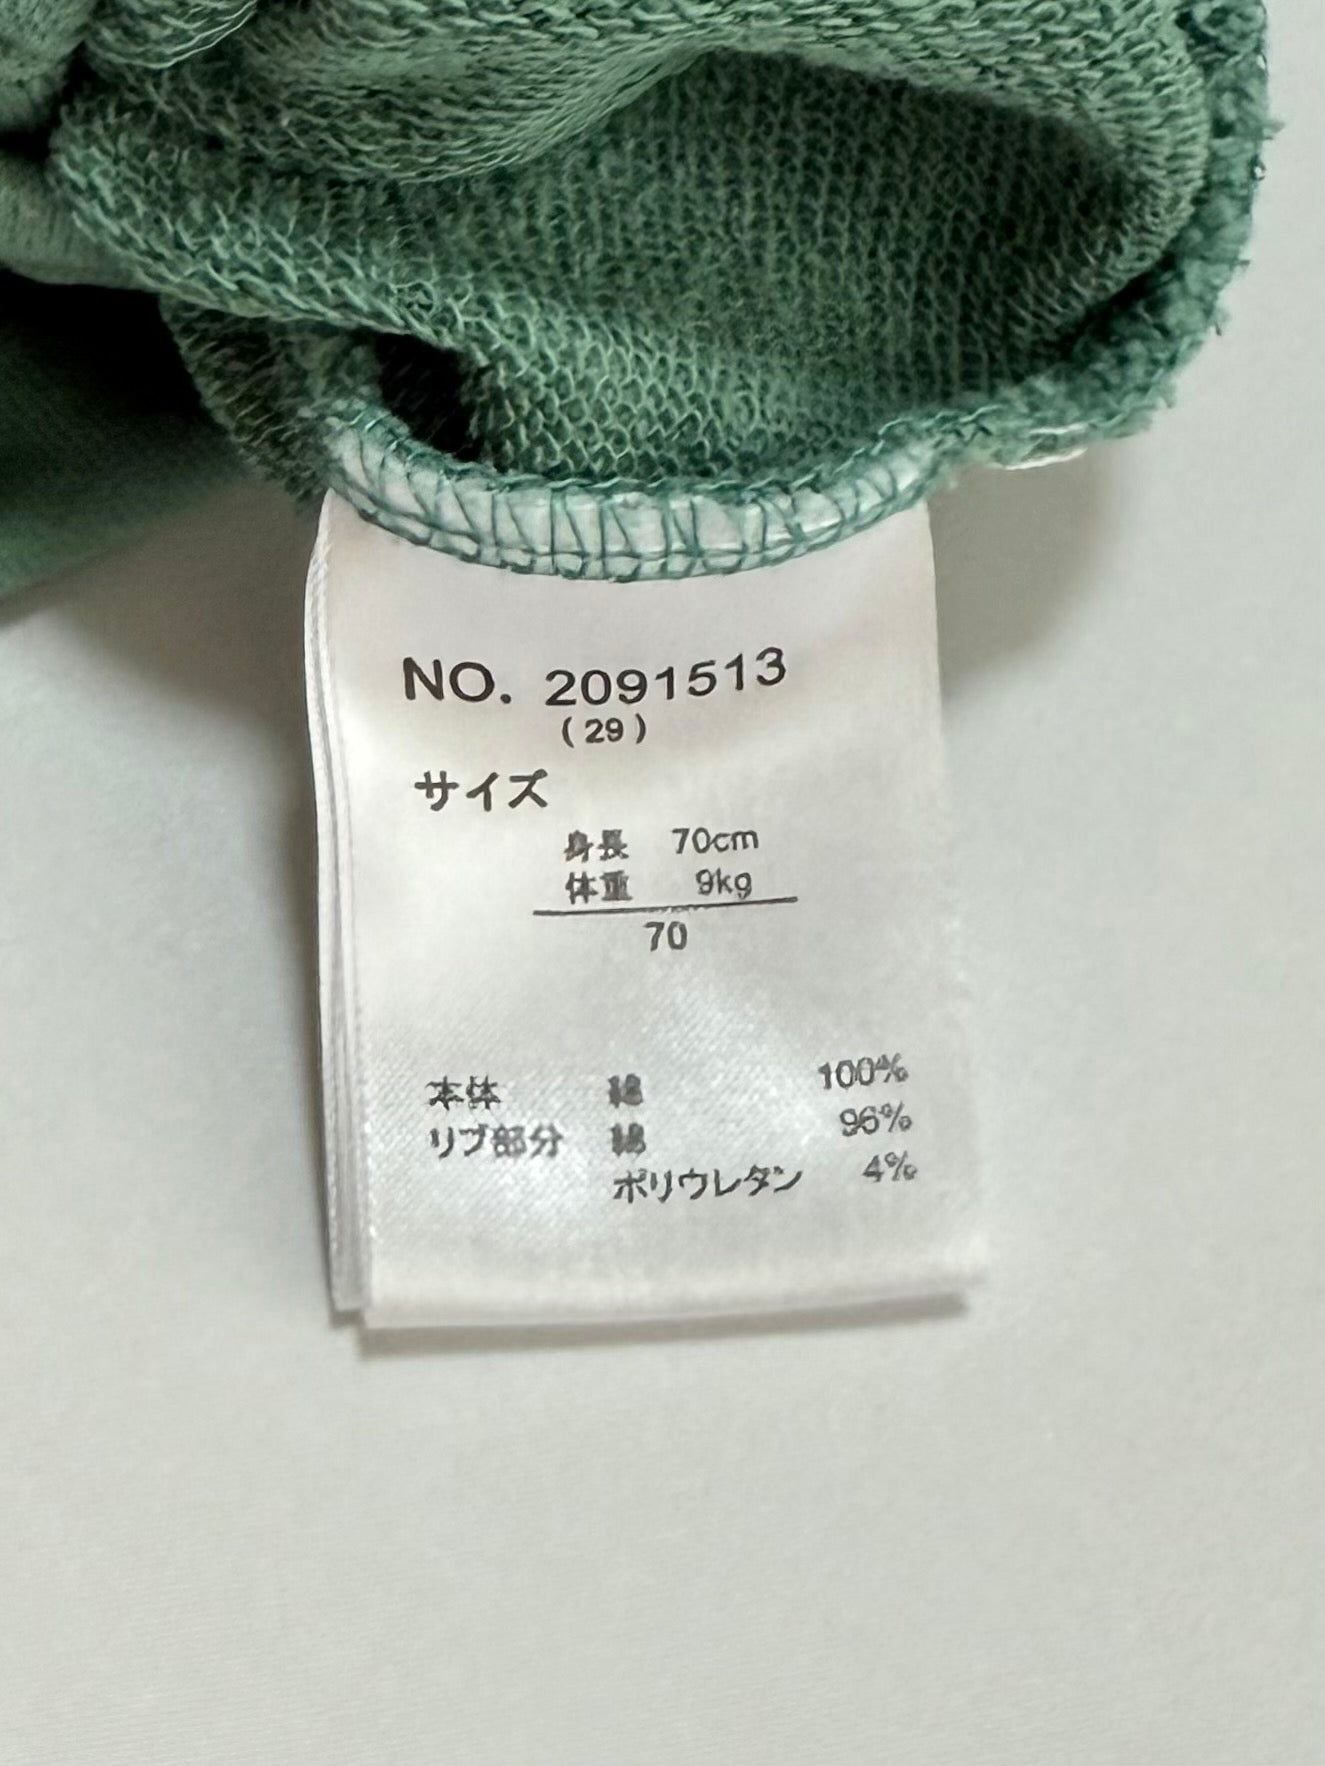 NO. 2091513
(29)
サイズ
身長 70cm
体重 9kg
70
本体 綿 100%
リブ部分 綿 96%
ポリウレタン 4%